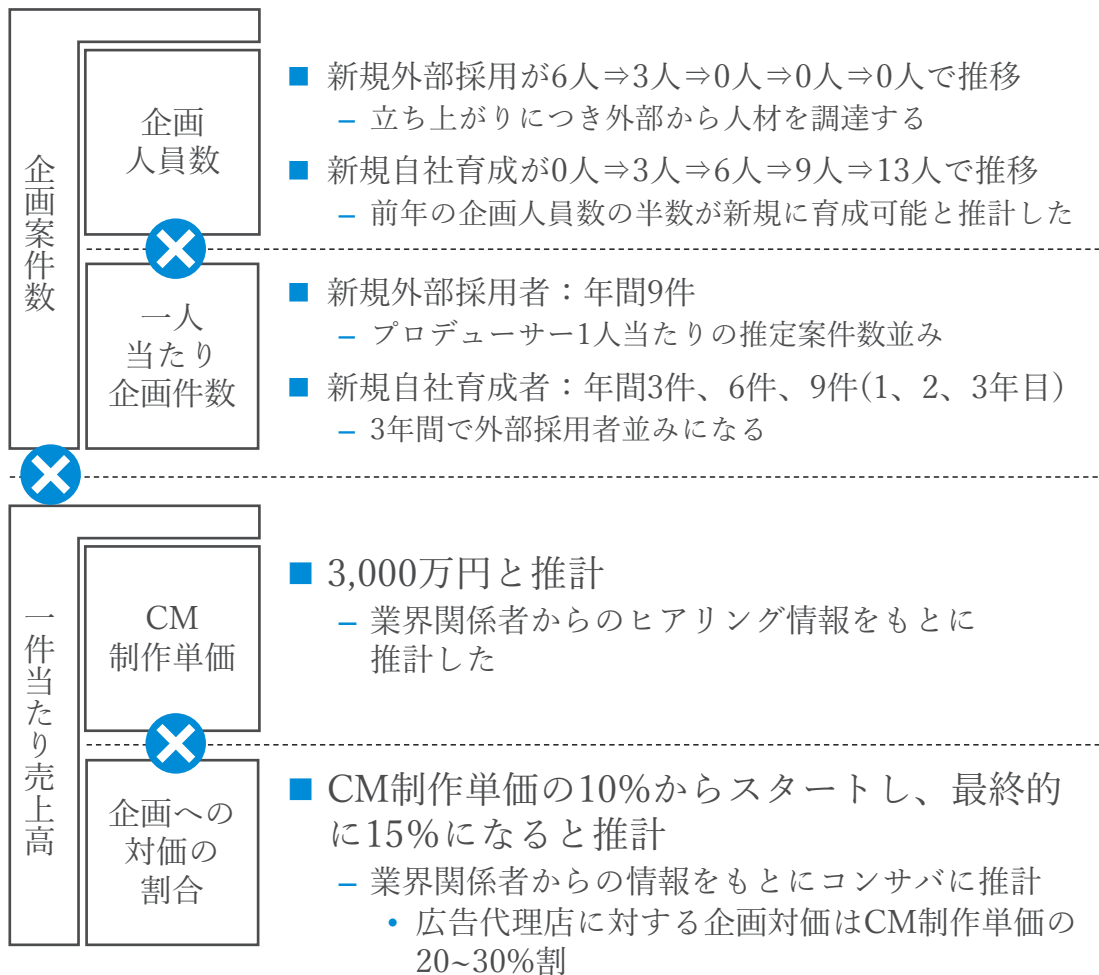 企画案件数
企画
人員数
■ 新規外部採用が6人⇒3人⇒0人⇒0人⇒0人で推移
– 立ち上がりにつき外部から人材を調達する
■ 新規自社育成が0人⇒3人⇒6人⇒9人⇒13人で推移
– 前年の企画人員数の半数が新規に育成可能と推計した
一人
当たり
企画件数
■ 新規外部採用者：年間9件
– プロデューサー1人当たりの推定案件数並み
■ 新規自社育成者：年間3件、6件、9件(1、2、3年目)
– 3年間で外部採用者並みになる
一件当たり売上高
CM
制作単価
■ 3,000万円と推計
– 業界関係者からのヒアリング情報をもとに
推計した
企画への
対価の
割合
■ CM制作単価の10%からスタートし、最終的
に15%になると推計
– 業界関係者からの情報をもとにコンサバに推計
• 広告代理店に対する企画対価はCM制作単価の
20~30%割